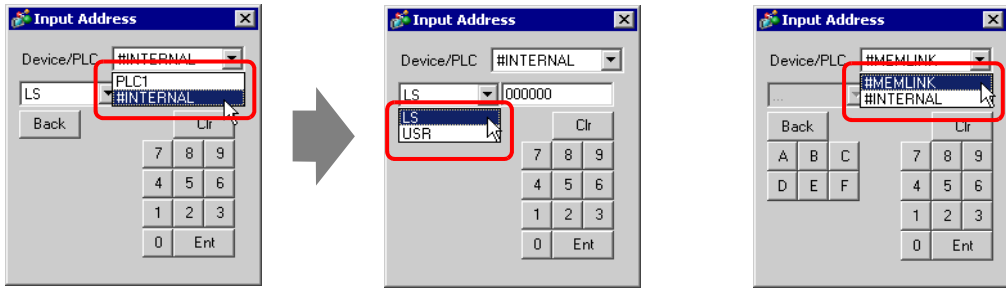 Input Address
Device/PLC #INTERNAL
PLC1
#INTERNAL
LS
Back Clr
7 8 9
4 5 6
1 2 3
0 Ent
Input Address
Device/PLC #INTERNAL
LS 000000
LS
USR
Clr
7 8 9
4 5 6
1 2 3
0 Ent
Input Address
Device/PLC #MEMLINK
#MEMLINK
#INTERNAL
...
Back Clr
A B C 7 8 9
D E F 4 5 6
1 2 3
0 Ent